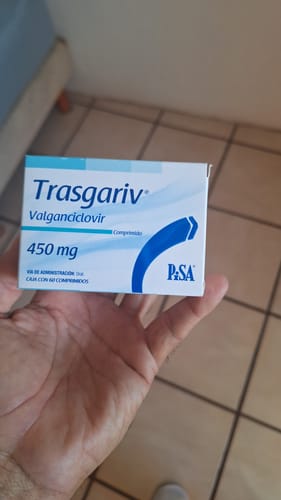 Trasgariv®
Valganciclovir
Comprimido
450 mg
VÍA DE ADMINISTRACIÓN: Oral.
CAJA CON 60 COMPRIMIDOS
PiSA